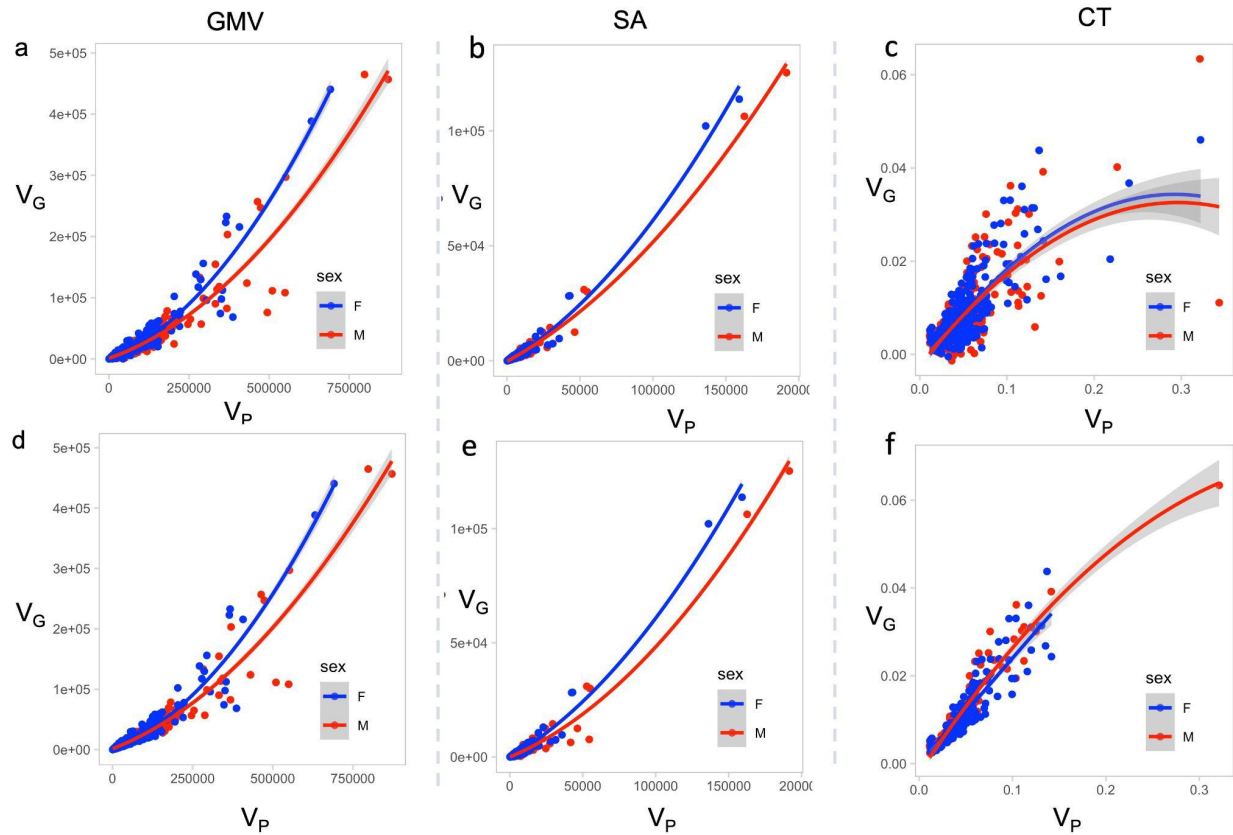 GMV
SA
CT
a
5e+05
4e+05
3e+05
2e+05
1e+05
0e+00
V_G
sex
F
M
0
250000
500000
750000
V_P
b
1e+05
5e+04
0e+00
V_G
sex
F
M
0
50000
100000
150000
20000
V_P
c
0.06
0.04
0.02
0.00
V_G
sex
F
M
0.1
0.2
0.3
V_P
d
5e+05
4e+05
3e+05
2e+05
1e+05
0e+00
V_G
sex
F
M
0
250000
500000
750000
V_P
e
1e+05
5e+04
0e+00
V_G
sex
F
M
0
50000
100000
150000
20000
V_P
f
0.06
0.04
0.02
0.00
V_G
sex
F
M
0.1
0.2
0.3
V_P